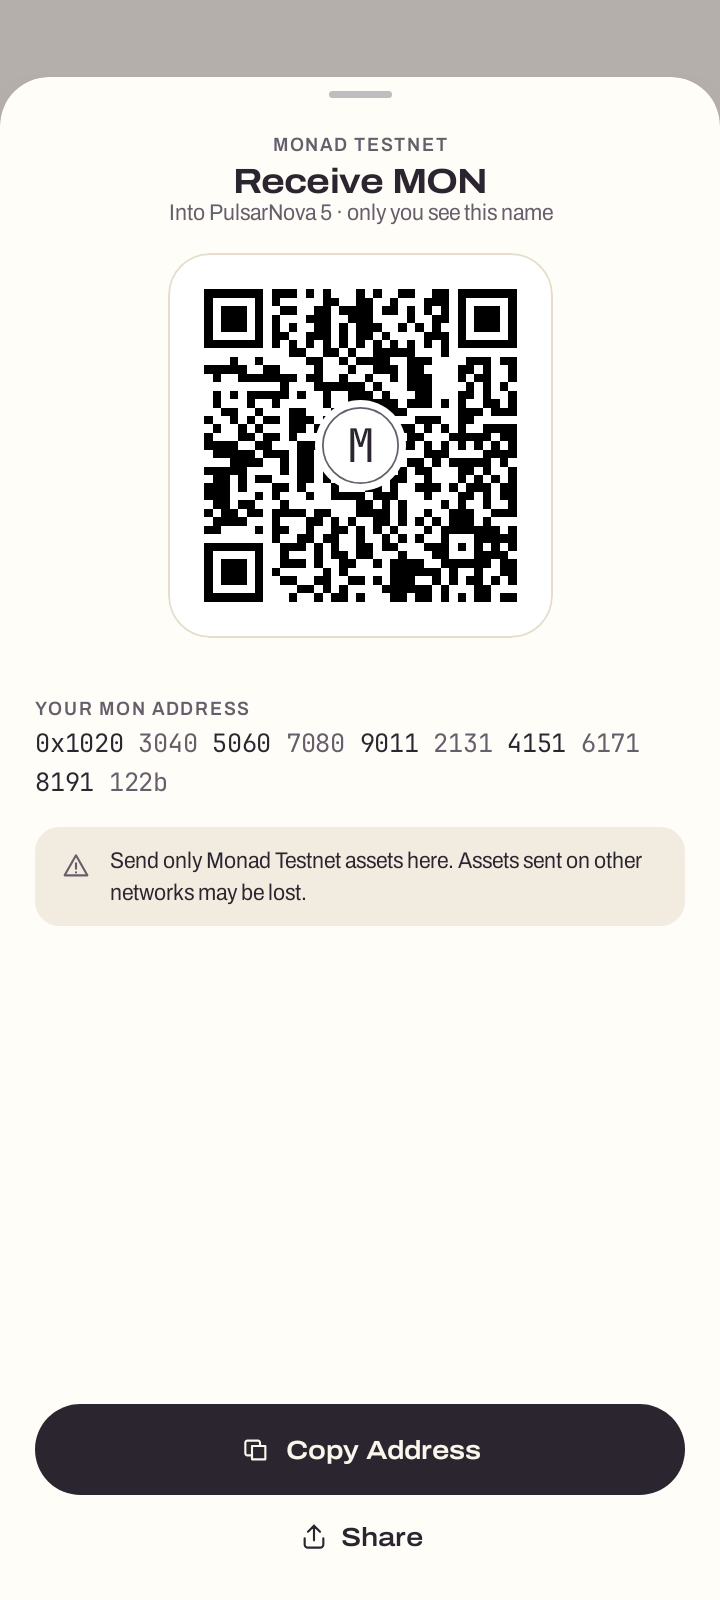 MONAD TESTNET
Receive MON
Into PulsarNova 5 · only you see this name
M
YOUR MON ADDRESS
0x1020 3040 5060 7080 9011 2131 4151 6171
8191 122b
Send only Monad Testnet assets here. Assets sent on other
networks may be lost.
Copy Address
Share